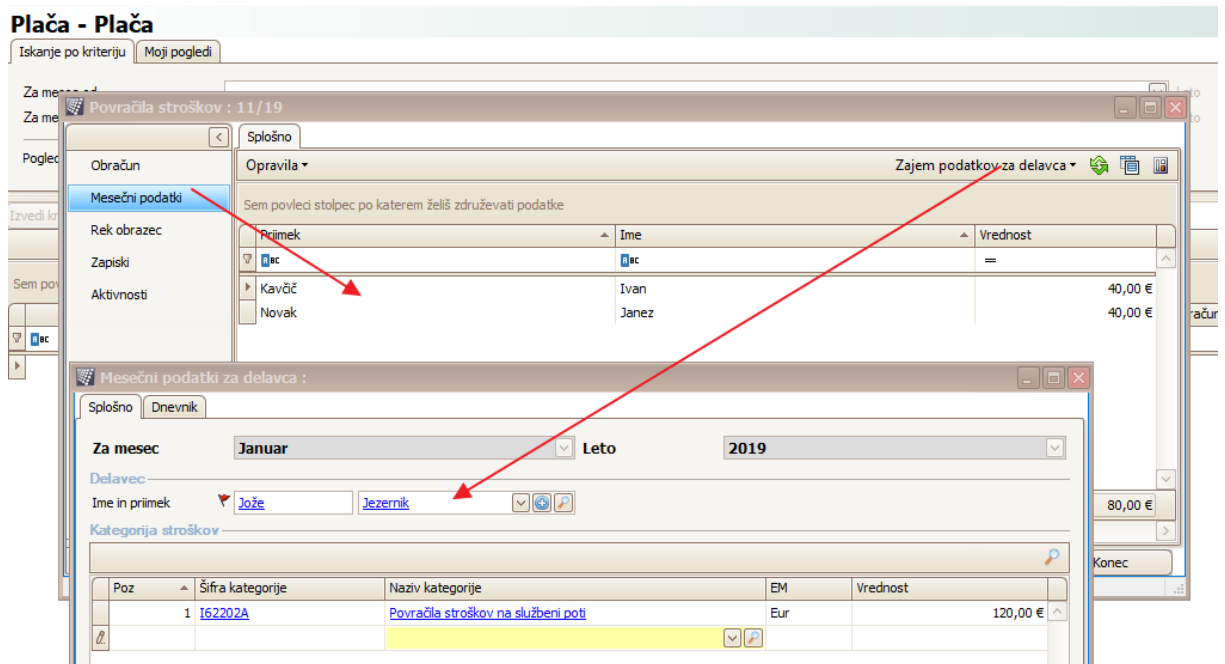 Plača - Plača
Iskanje po kriteriju Moji pogledi
Za mesec od
Za me
Pogled
Izvedi kr
Sem pov
Povračila stroškov : 11/19
Splošno
Obračun
Mesečni podatki
Rek obrazec
Zapiski
Aktivnosti
Opravila Zajem podatkov za delavca
Sem povleci stolpec po katerem želiš združevati podatke
Priimek Ime Vrednost
ABC ABC =
Kavčič Ivan 40,00 €
Novak Janez 40,00 €
80,00 €
Konec
Mesečni podatki za delavca :
Splošno Dnevnik
Za mesec Januar Leto 2019
Delavec
Ime in priimek Jože Jezernik
Kategorija stroškov
Poz Šifra kategorije Naziv kategorije EM Vrednost
1 I62202A Povračila stroškov na službeni poti Eur 120,00 €